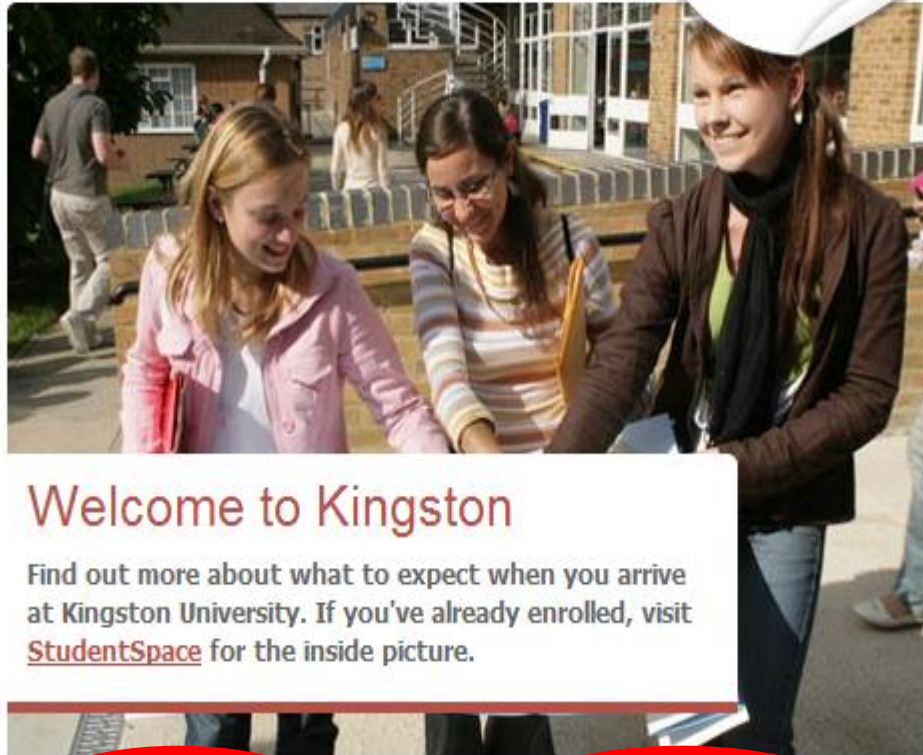 Welcome to Kingston
Find out more about what to expect when you arrive
at Kingston University. If you've already enrolled, visit
StudentSpace for the inside picture.